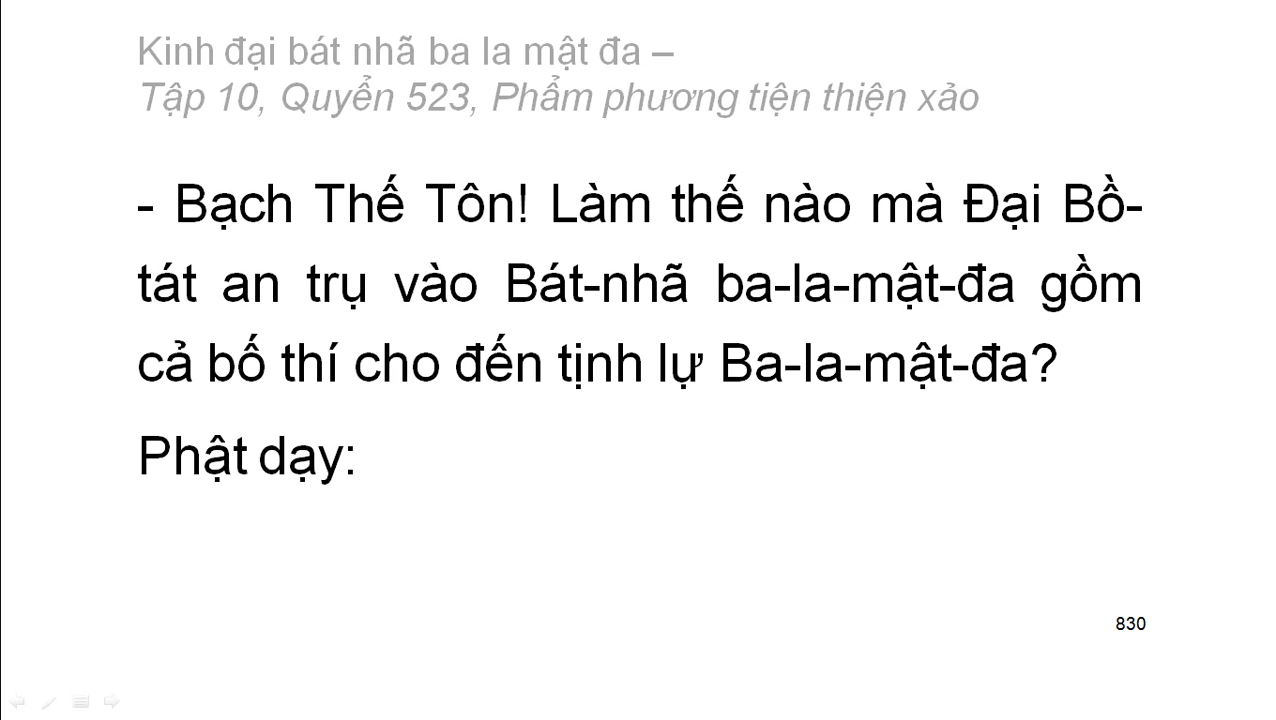 Kinh đại bát nhã ba la mật đa –
Tập 10, Quyển 523, Phẩm phương tiện thiện xảo
- Bạch Thế Tôn! Làm thế nào mà Đại Bồ-
tát an trụ vào Bát-nhã ba-la-mật-đa gồm
cả bố thí cho đến tịnh lự Ba-la-mật-đa?
Phật dạy:
830